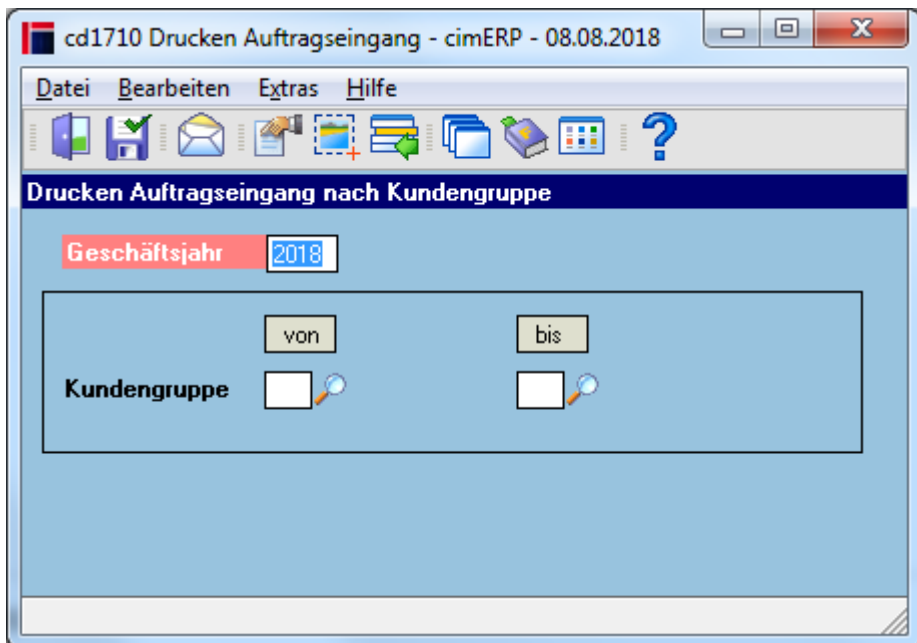 cd1710 Drucken Auftragseingang - cimERP - 08.08.2018
Datei Bearbeiten Extras Hilfe
Drucken Auftragseingang nach Kundengruppe
Geschäftsjahr 2018
von bis
Kundengruppe